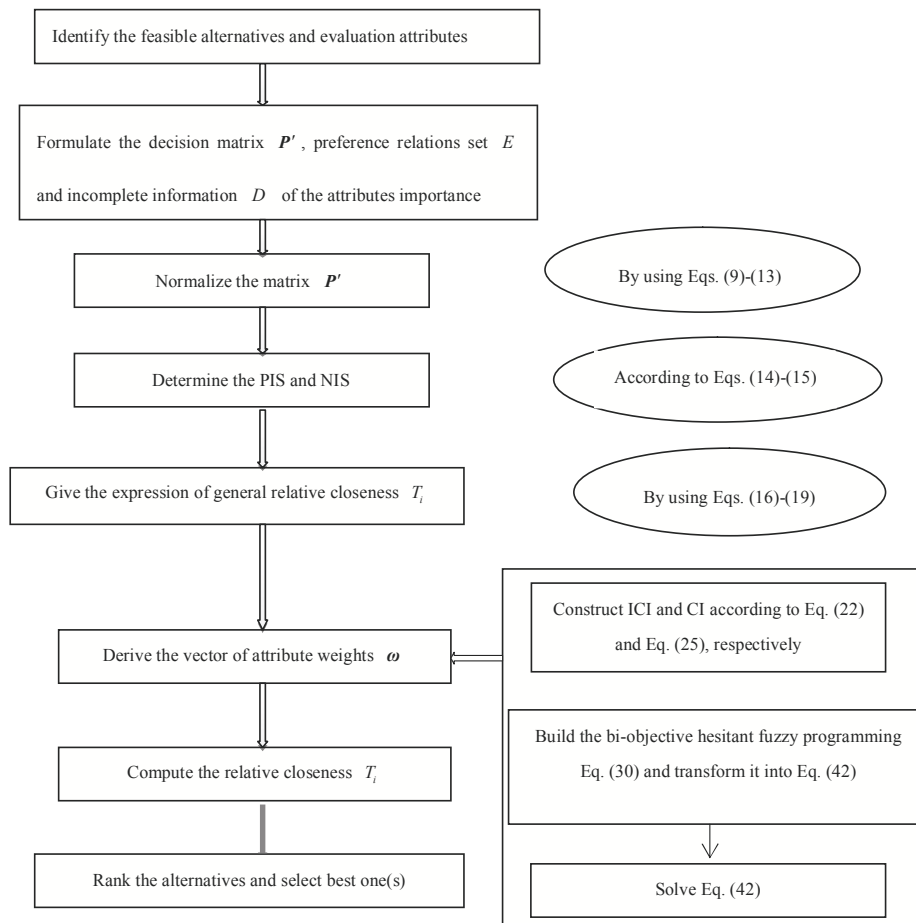 Identify the feasible alternatives and evaluation attributes
Formulate the decision matrix P′ , preference relations set E
and incomplete information D of the attributes importance
Normalize the matrix P′
By using Eqs. (9)-(13)
Determine the PIS and NIS
According to Eqs. (14)-(15)
Give the expression of general relative closeness Tᵢ
By using Eqs. (16)-(19)
Construct ICI and CI according to Eq. (22)
and Eq. (25), respectively
Derive the vector of attribute weights ω
Build the bi-objective hesitant fuzzy programming
Eq. (30) and transform it into Eq. (42)
Compute the relative closeness Tᵢ
Rank the alternatives and select best one(s)
Solve Eq. (42)